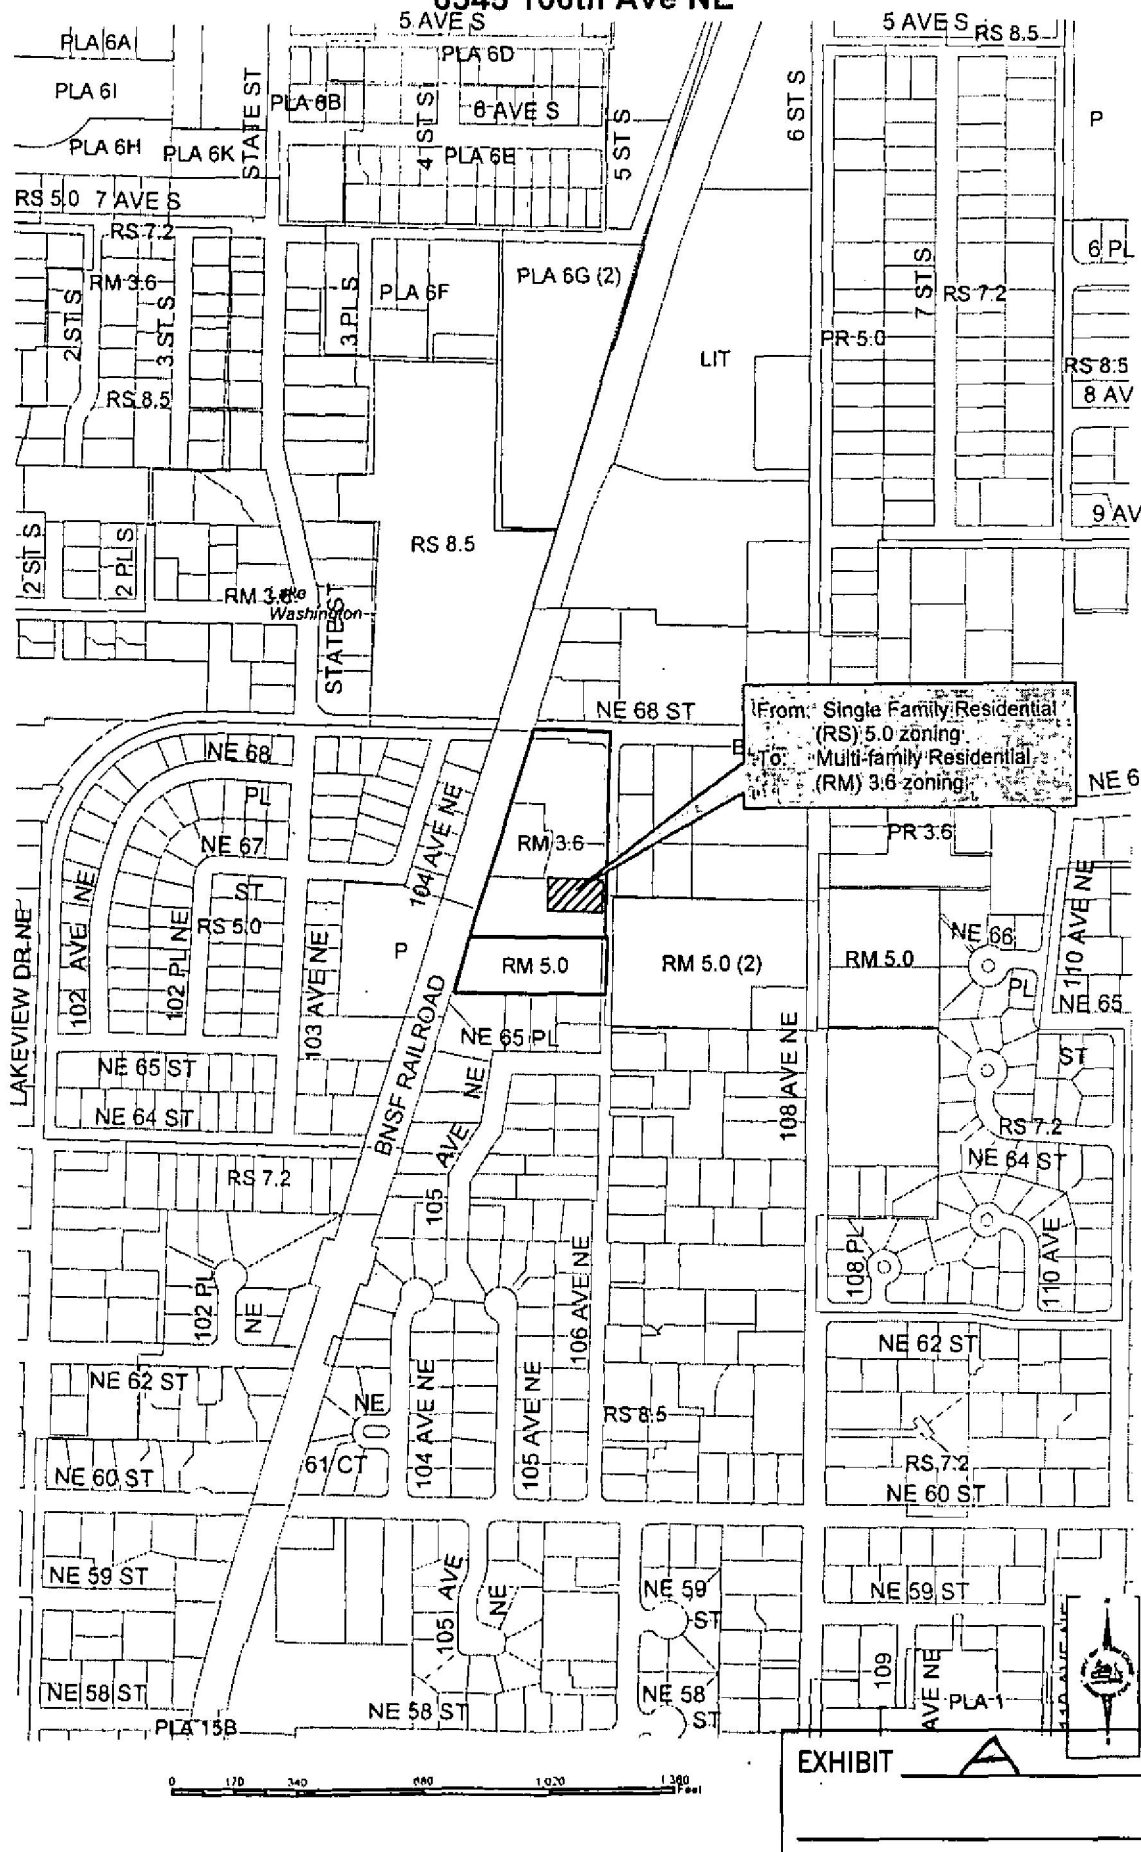 106th Ave NE
5 AVE S
5 AVE S
RS 8.5
PLA 6A
PLA 6D
PLA 6I
STATE ST
PLA 6B
4 ST S
6 AVE S
5 ST S
6 ST S
P
PLA 6H
PLA 6K
PLA 6E
RS 5.0
7 AVE S
RS 7.2
6 PL
RM 3.6
2 ST S
3 ST S
3 PL S
PLA 6F
PLA 6G (2)
7 ST S
RS 7.2
PR 5.0
LIT
RS 8.5
RS 8.5
8 AV
9 AV
2 ST S
2 PL S
RS 8.5
RM 3.6
Lake
Washington
STATE ST
NE 68 ST
From: Single Family Residential
(RS) 5.0 zoning
To: Multi-family Residential
(RM) 3.6 zoning
NE 68
PL
NE 6
NE 67
ST
104 AVE NE
RM 3.6
PR 3.6
LAKEVIEW DR NE
102 AVE NE
102 PL NE
RS 5.0
103 AVE NE
P
RM 5.0
RM 5.0 (2)
RM 5.0
NE 66
PL
110 AVE NE
NE 65
ST
BNSF RAILROAD
NE 65 PL
108 AVE NE
NE 65 ST
NE 64 ST
105 AVE NE
RS 7.2
NE 64 ST
RS 7.2
102 PL
NE
106 AVE NE
108 PL
110 AVE
NE 62 ST
NE 62 ST
NE
61 CT
104 AVE NE
105 AVE NE
RS 8.5
RS 7.2
NE 60 ST
NE 60 ST
NE 59 ST
105 AVE
NE
NE 59
ST
NE 59 ST
NE 58 ST
NE 58 ST
NE 58
ST
109
AVE NE
PLA 1
110 AVE NE
PLA 15B
0 170 340 680 1,020 1,360
Feet
EXHIBIT A